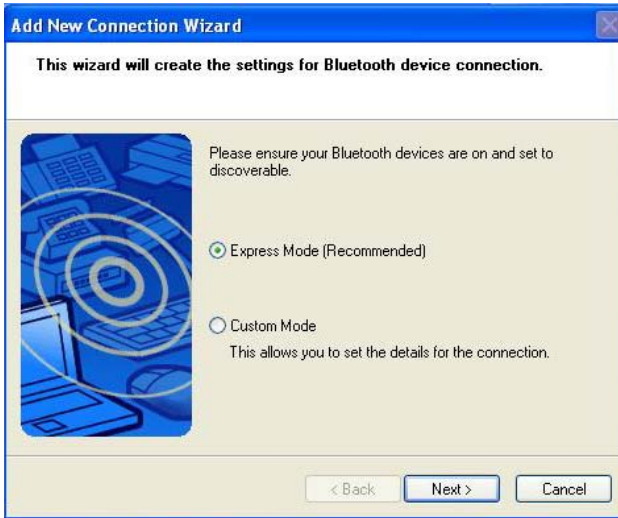 Add New Connection Wizard
This wizard will create the settings for Bluetooth device connection.
Please ensure your Bluetooth devices are on and set to
discoverable.
Express Mode (Recommended)
Custom Mode
This allows you to set the details for the connection.
< Back Next > Cancel